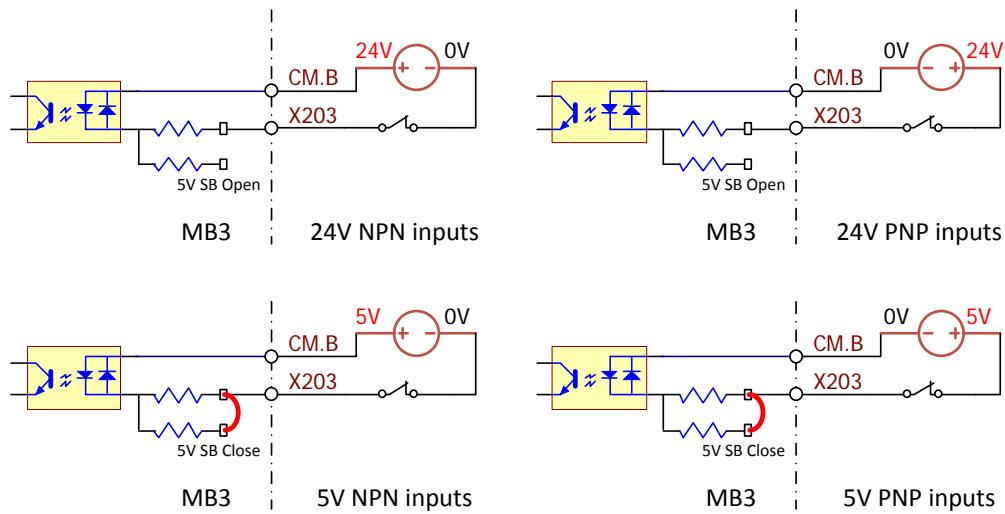 24V + − 0V
CM.B
X203
5V SB Open
MB3 24V NPN inputs
0V − + 24V
CM.B
X203
5V SB Open
MB3 24V PNP inputs
5V + − 0V
CM.B
X203
5V SB Close
MB3 5V NPN inputs
0V − + 5V
CM.B
X203
5V SB Close
MB3 5V PNP inputs